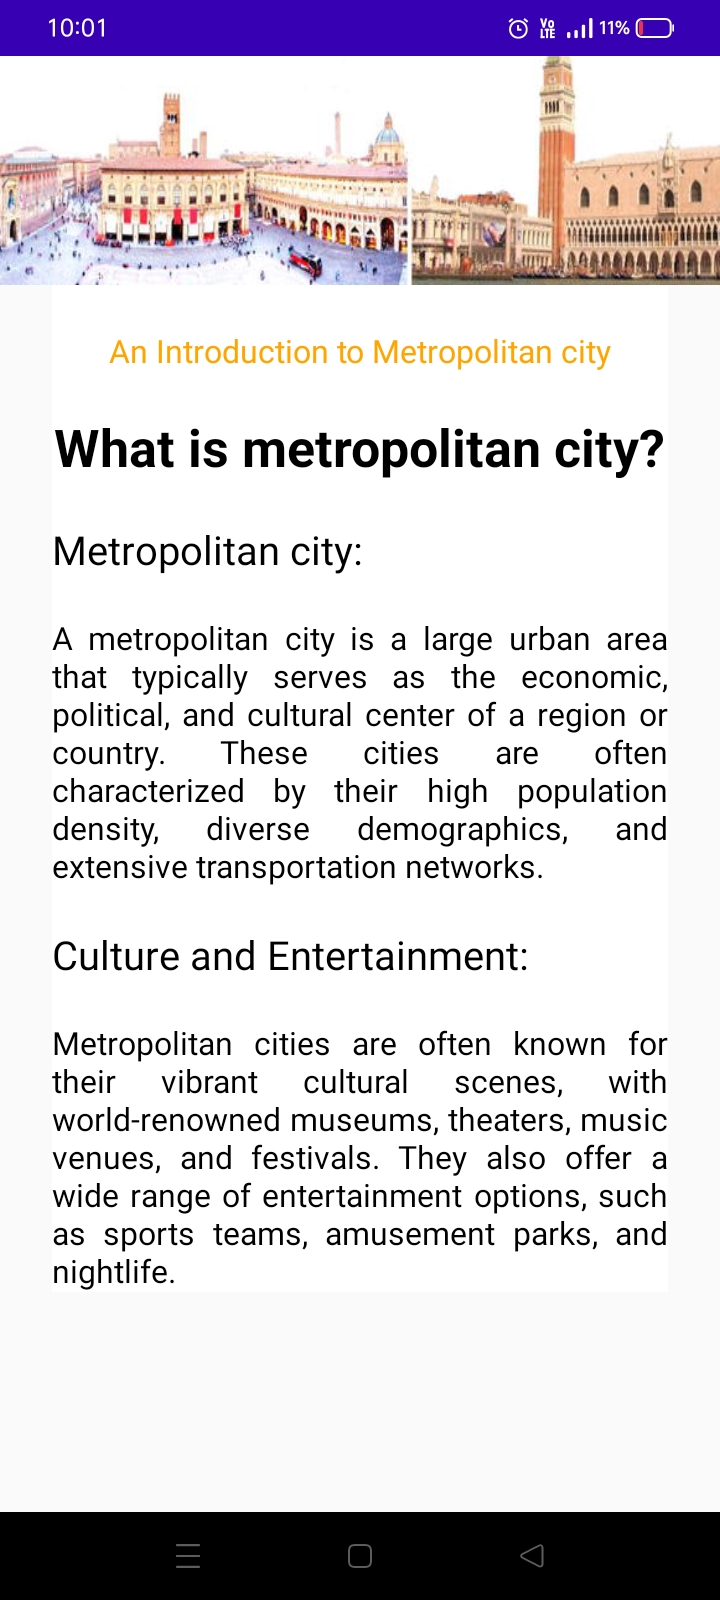 10:01
VO LTE 11%
An Introduction to Metropolitan city
What is metropolitan city?
Metropolitan city:
A metropolitan city is a large urban area
that typically serves as the economic,
political, and cultural center of a region or
country. These cities are often
characterized by their high population
density, diverse demographics, and
extensive transportation networks.
Culture and Entertainment:
Metropolitan cities are often known for
their vibrant cultural scenes, with
world-renowned museums, theaters, music
venues, and festivals. They also offer a
wide range of entertainment options, such
as sports teams, amusement parks, and
nightlife.